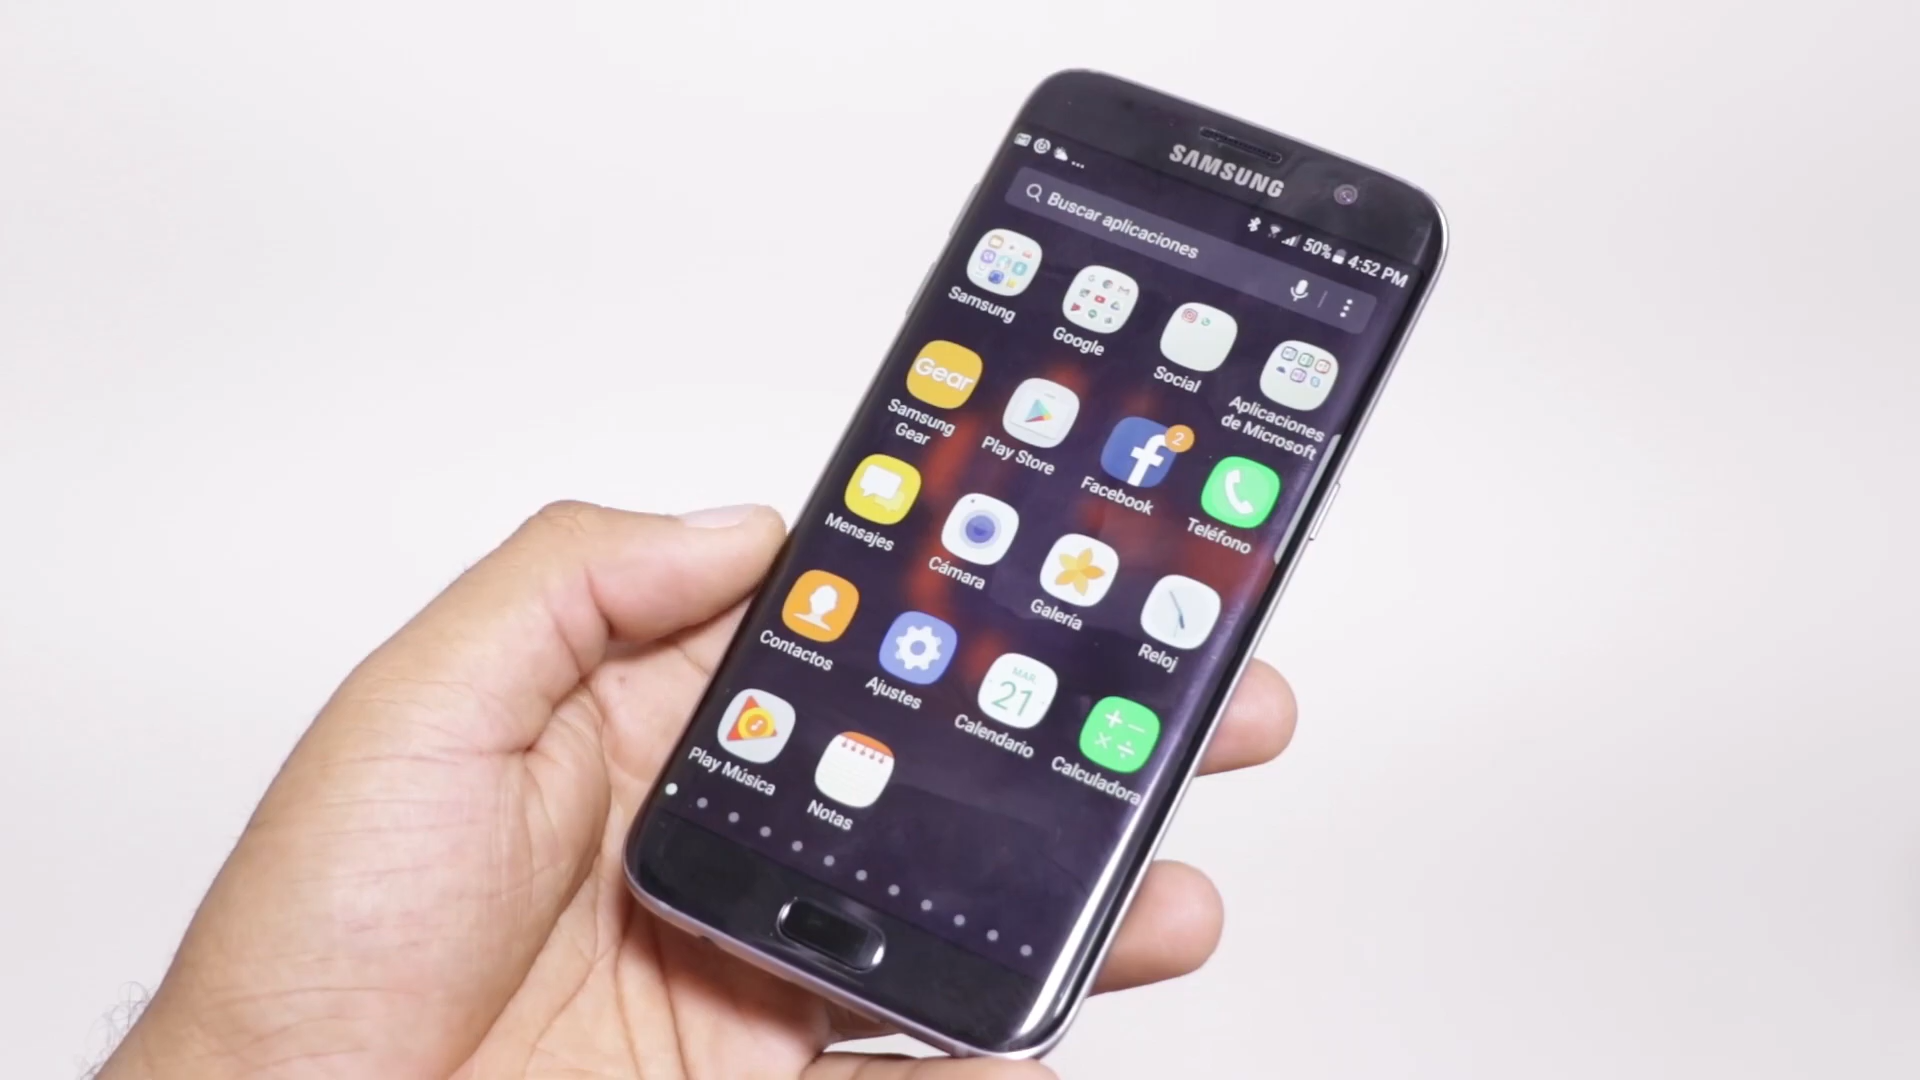 SAMSUNG
50% 4:52 PM
Buscar aplicaciones
Samsung
Google
Social
Aplicaciones
de Microsoft
Gear
Samsung
Gear
Play Store
2
Facebook
Teléfono
Mensajes
Cámara
Galería
Reloj
Contactos
Ajustes
MAR.
21
Calendario
Calculadora
Play Música
Notas